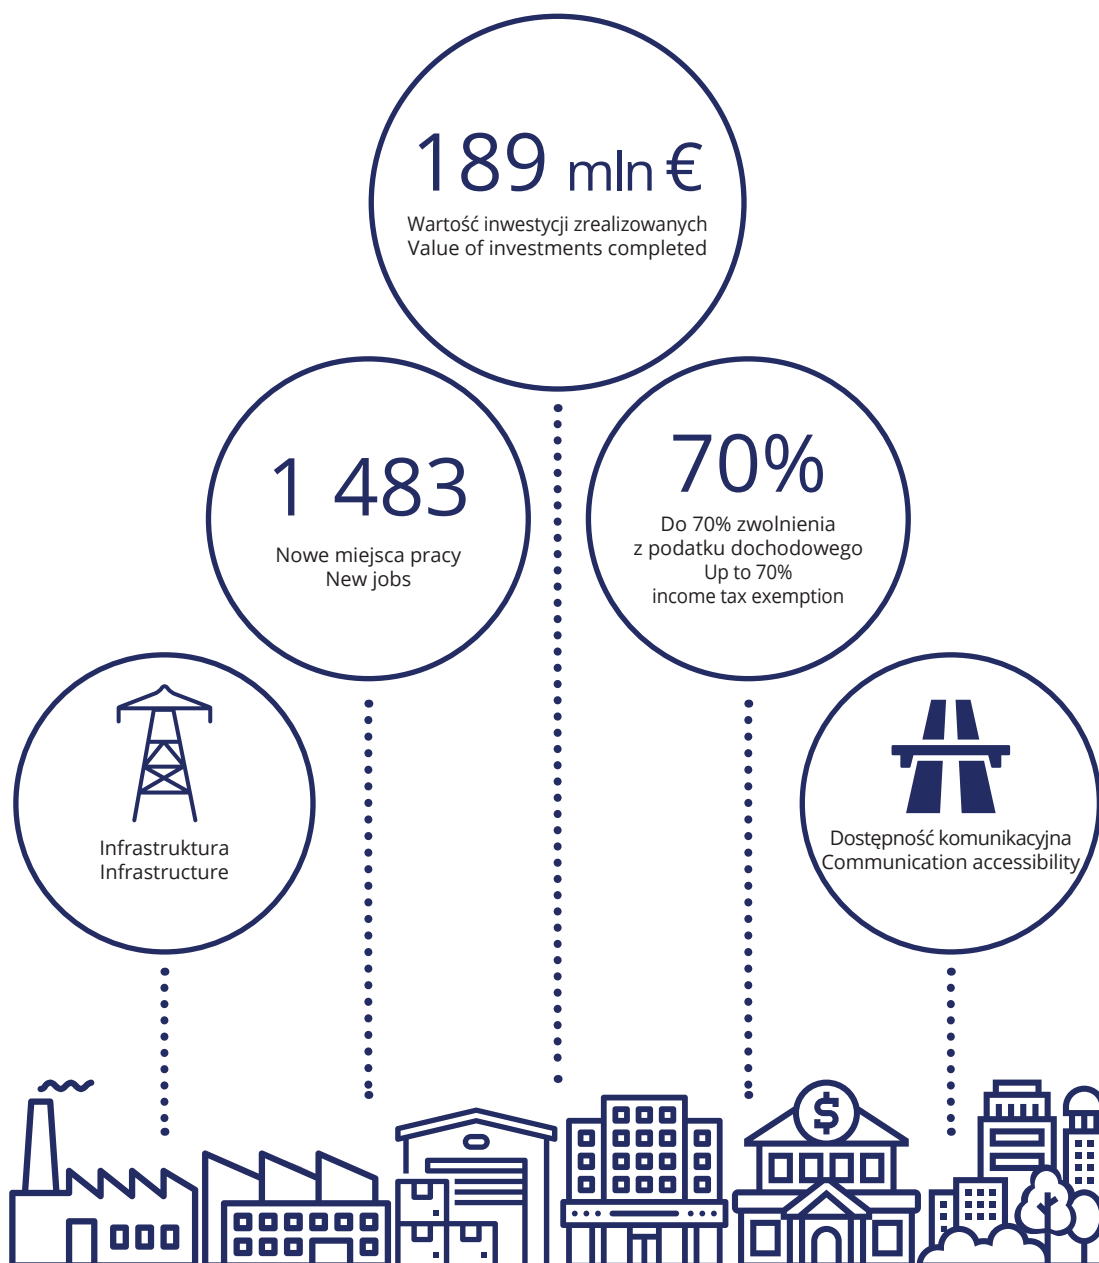 189 mln €
Wartość inwestycji zrealizowanych
Value of investments completed
1 483
Nowe miejsca pracy
New jobs
70%
Do 70% zwolnienia
z podatku dochodowego
Up to 70%
income tax exemption
Infrastruktura
Infrastructure
Dostępność komunikacyjna
Communication accessibility
$